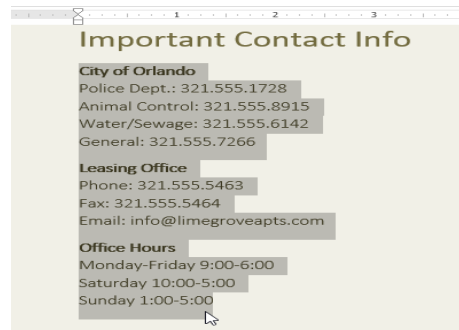 1 2 3
Important Contact Info
City of Orlando
Police Dept.: 321.555.1728
Animal Control: 321.555.8915
Water/Sewage: 321.555.6142
General: 321.555.7266
Leasing Office
Phone: 321.555.5463
Fax: 321.555.5464
Email: info@limegroveapts.com
Office Hours
Monday-Friday 9:00-6:00
Saturday 10:00-5:00
Sunday 1:00-5:00